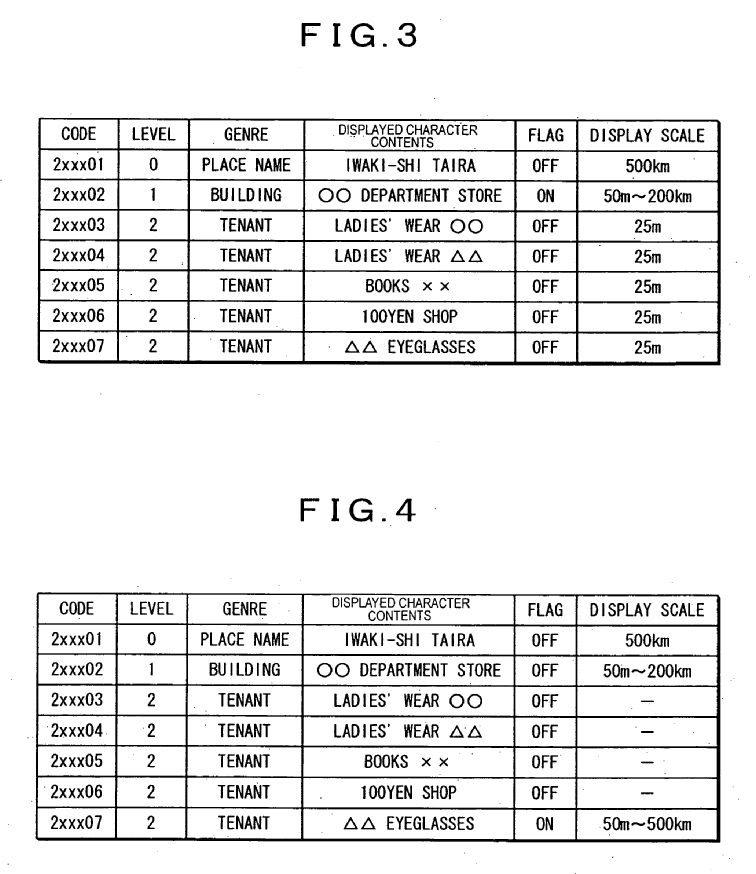 FIG.3
CODE LEVEL GENRE DISPLAYED CHARACTER CONTENTS FLAG DISPLAY SCALE
2xxx01 0 PLACE NAME IWAKI-SHI TAIRA OFF 500km
2xxx02 1 BUILDING ○○ DEPARTMENT STORE ON 50m~200km
2xxx03 2 TENANT LADIES' WEAR ○○ OFF 25m
2xxx04 2 TENANT LADIES' WEAR △△ OFF 25m
2xxx05 2 TENANT BOOKS ×× OFF 25m
2xxx06 2 TENANT 100YEN SHOP OFF 25m
2xxx07 2 TENANT △△ EYEGLASSES OFF 25m
FIG.4
CODE LEVEL GENRE DISPLAYED CHARACTER CONTENTS FLAG DISPLAY SCALE
2xxx01 0 PLACE NAME IWAKI-SHI TAIRA OFF 500km
2xxx02 1 BUILDING ○○ DEPARTMENT STORE OFF 50m~200km
2xxx03 2 TENANT LADIES' WEAR ○○ OFF —
2xxx04 2 TENANT LADIES' WEAR △△ OFF —
2xxx05 2 TENANT BOOKS ×× OFF —
2xxx06 2 TENANT 100YEN SHOP OFF —
2xxx07 2 TENANT △△ EYEGLASSES ON 50m~500km